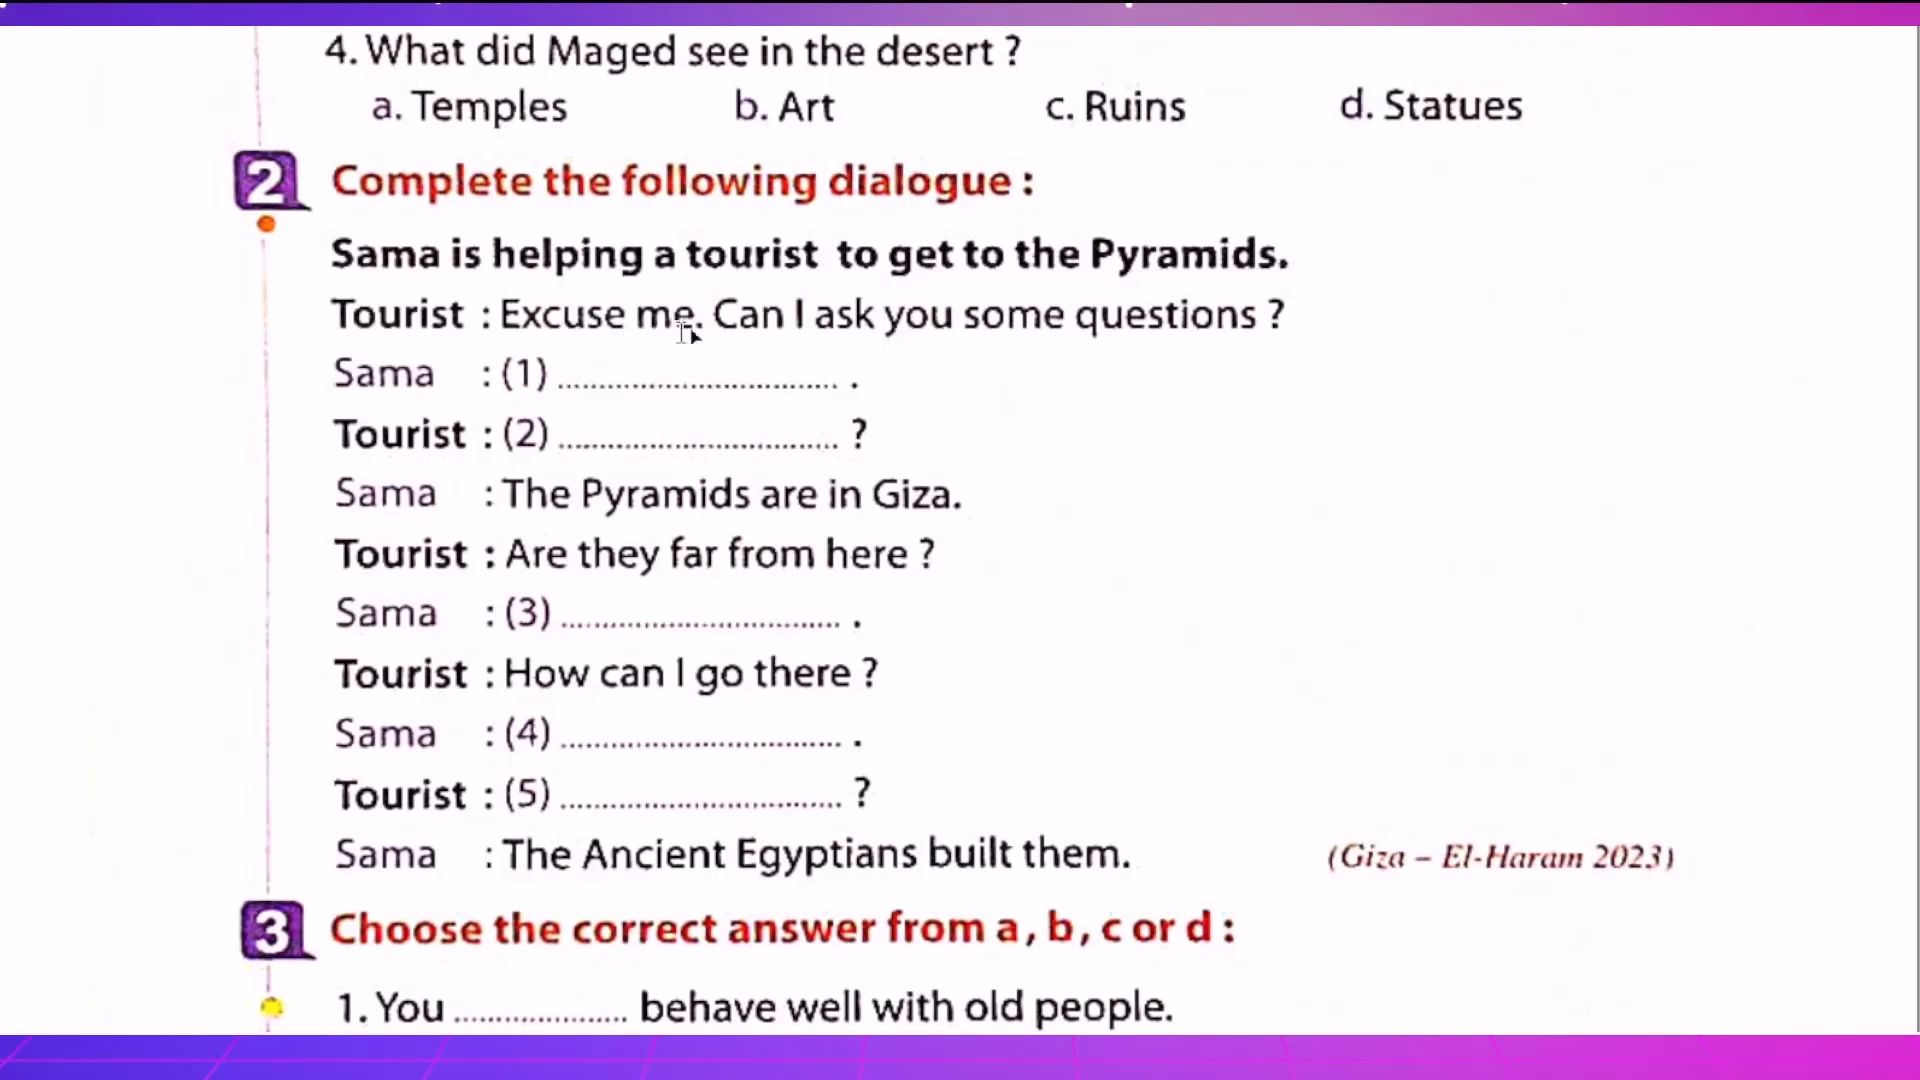 4. What did Maged see in the desert ?
a. Temples b. Art c. Ruins d. Statues
2 Complete the following dialogue :
Sama is helping a tourist to get to the Pyramids.
Tourist : Excuse me. Can I ask you some questions ?
Sama : (1) .................................. .
Tourist : (2) .................................. ?
Sama : The Pyramids are in Giza.
Tourist : Are they far from here ?
Sama : (3) .................................. .
Tourist : How can I go there ?
Sama : (4) .................................. .
Tourist : (5) .................................. ?
Sama : The Ancient Egyptians built them. (Giza – El-Haram 2023)
3 Choose the correct answer from a , b , c or d :
1. You ..................... behave well with old people.